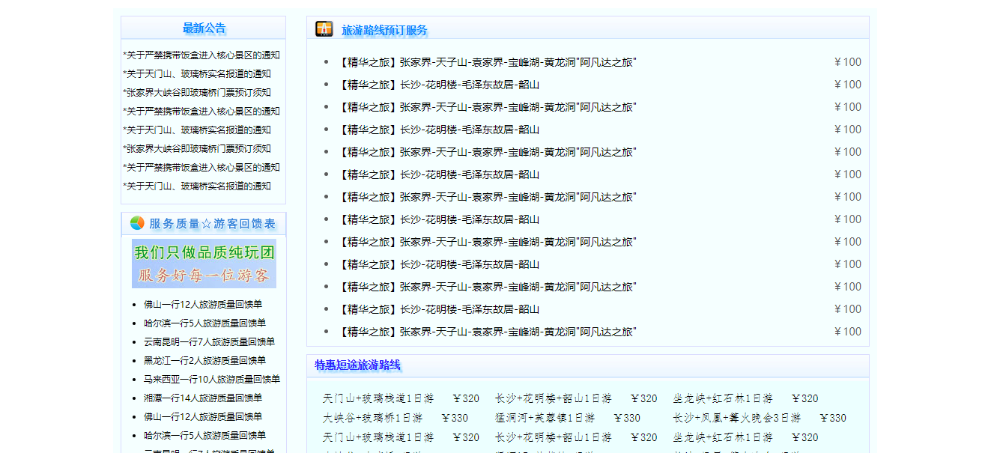 最新公告
*关于严禁携带饭盒进入核心景区的通知
*关于天门山、玻璃桥实名报道的通知
*张家界大峡谷即玻璃桥门票预订须知
*关于严禁携带饭盒进入核心景区的通知
*关于天门山、玻璃桥实名报道的通知
*张家界大峡谷即玻璃桥门票预订须知
*关于严禁携带饭盒进入核心景区的通知
*关于天门山、玻璃桥实名报道的通知
服务质量☆游客回馈表
我们只做品质纯玩团
服务好每一位游客
佛山一行12人旅游质量回馈单
哈尔滨一行5人旅游质量回馈单
云南昆明一行7人旅游质量回馈单
黑龙江一行2人旅游质量回馈单
马来西亚一行10人旅游质量回馈单
湘潭一行14人旅游质量回馈单
佛山一行12人旅游质量回馈单
哈尔滨一行5人旅游质量回馈单
旅游路线预订服务
【精华之旅】张家界-天子山-袁家界-宝峰湖-黄龙洞"阿凡达之旅" ￥100
【精华之旅】长沙-花明楼-毛泽东故居-韶山 ￥100
【精华之旅】张家界-天子山-袁家界-宝峰湖-黄龙洞"阿凡达之旅" ￥100
【精华之旅】长沙-花明楼-毛泽东故居-韶山 ￥100
【精华之旅】张家界-天子山-袁家界-宝峰湖-黄龙洞"阿凡达之旅" ￥100
【精华之旅】长沙-花明楼-毛泽东故居-韶山 ￥100
【精华之旅】张家界-天子山-袁家界-宝峰湖-黄龙洞"阿凡达之旅" ￥100
【精华之旅】长沙-花明楼-毛泽东故居-韶山 ￥100
【精华之旅】张家界-天子山-袁家界-宝峰湖-黄龙洞"阿凡达之旅" ￥100
【精华之旅】长沙-花明楼-毛泽东故居-韶山 ￥100
【精华之旅】张家界-天子山-袁家界-宝峰湖-黄龙洞"阿凡达之旅" ￥100
【精华之旅】长沙-花明楼-毛泽东故居-韶山 ￥100
【精华之旅】张家界-天子山-袁家界-宝峰湖-黄龙洞"阿凡达之旅" ￥100
特惠短途旅游路线
天门山+玻璃栈道1日游 ￥320 长沙+花明楼+韶山1日游 ￥320 坐龙峡+红石林1日游 ￥320
大峡谷+玻璃桥1日游 ￥330 猛洞河+芙蓉镇1日游 ￥330 长沙+凤凰+篝火晚会3日游 ￥330
天门山+玻璃栈道1日游 ￥320 长沙+花明楼+韶山1日游 ￥320 坐龙峡+红石林1日游 ￥320